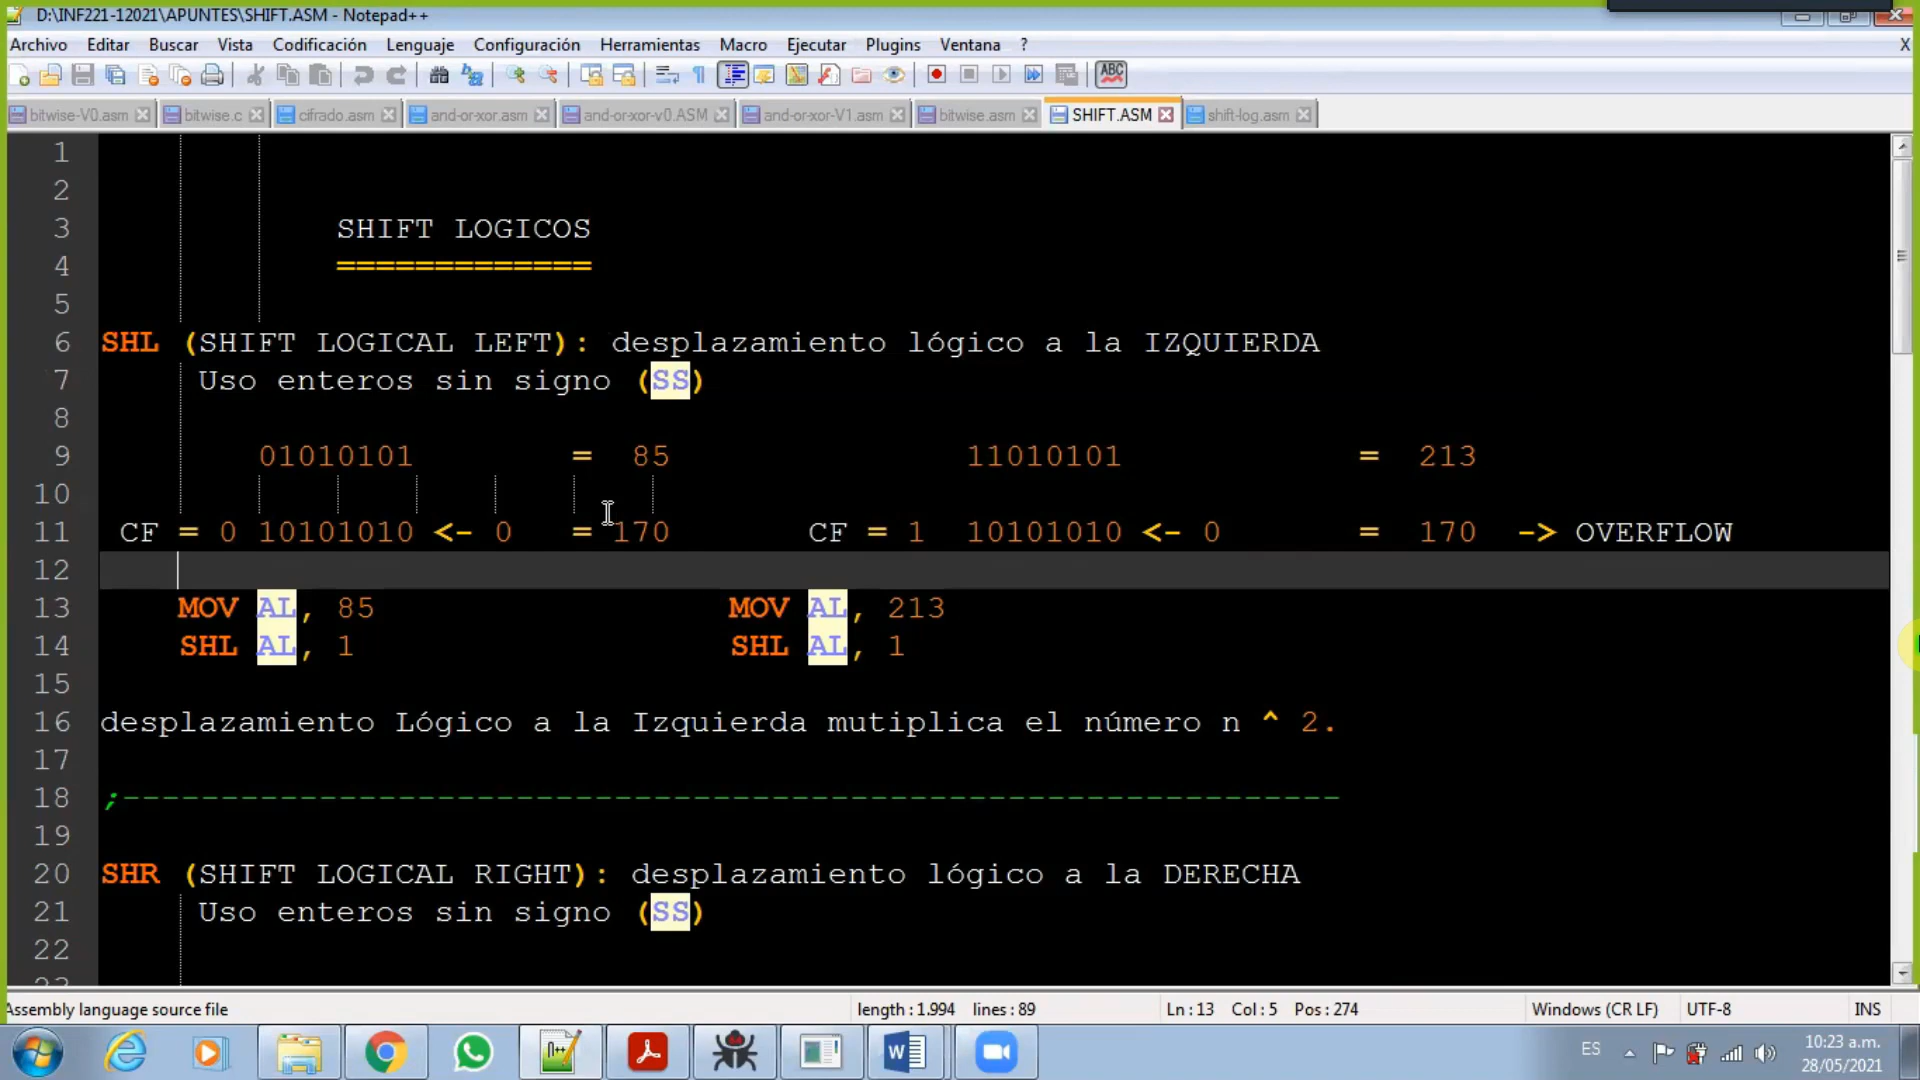 D:\INF221-12021\APUNTES\SHIFT.ASM - Notepad++
Archivo Editar Buscar Vista Codificación Lenguaje Configuración Herramientas Macro Ejecutar Plugins Ventana ? X
ABC
bitwise-V0.asm bitwise.c cifrado.asm and-or-xor.asm and-or-xor-v0.ASM and-or-xor-V1.asm bitwise.asm SHIFT.ASM shift-log.asm
1
2
3 SHIFT LOGICOS
4 =============
5
6 SHL (SHIFT LOGICAL LEFT): desplazamiento lógico a la IZQUIERDA
7 Uso enteros sin signo (SS)
8
9 01010101 = 85 11010101 = 213
10
11 CF = 0 10101010 <- 0 = 170 CF = 1 10101010 <- 0 = 170 -> OVERFLOW
12
13 MOV AL, 85 MOV AL, 213
14 SHL AL, 1 SHL AL, 1
15
16 desplazamiento Lógico a la Izquierda mutiplica el número n ^ 2.
17
18 ;--------------------------------------------------------------
19
20 SHR (SHIFT LOGICAL RIGHT): desplazamiento lógico a la DERECHA
21 Uso enteros sin signo (SS)
22
Assembly language source file length : 1.994 lines : 89 Ln : 13 Col : 5 Pos : 274 Windows (CR LF) UTF-8 INS
ES 10:23 a.m.
28/05/2021